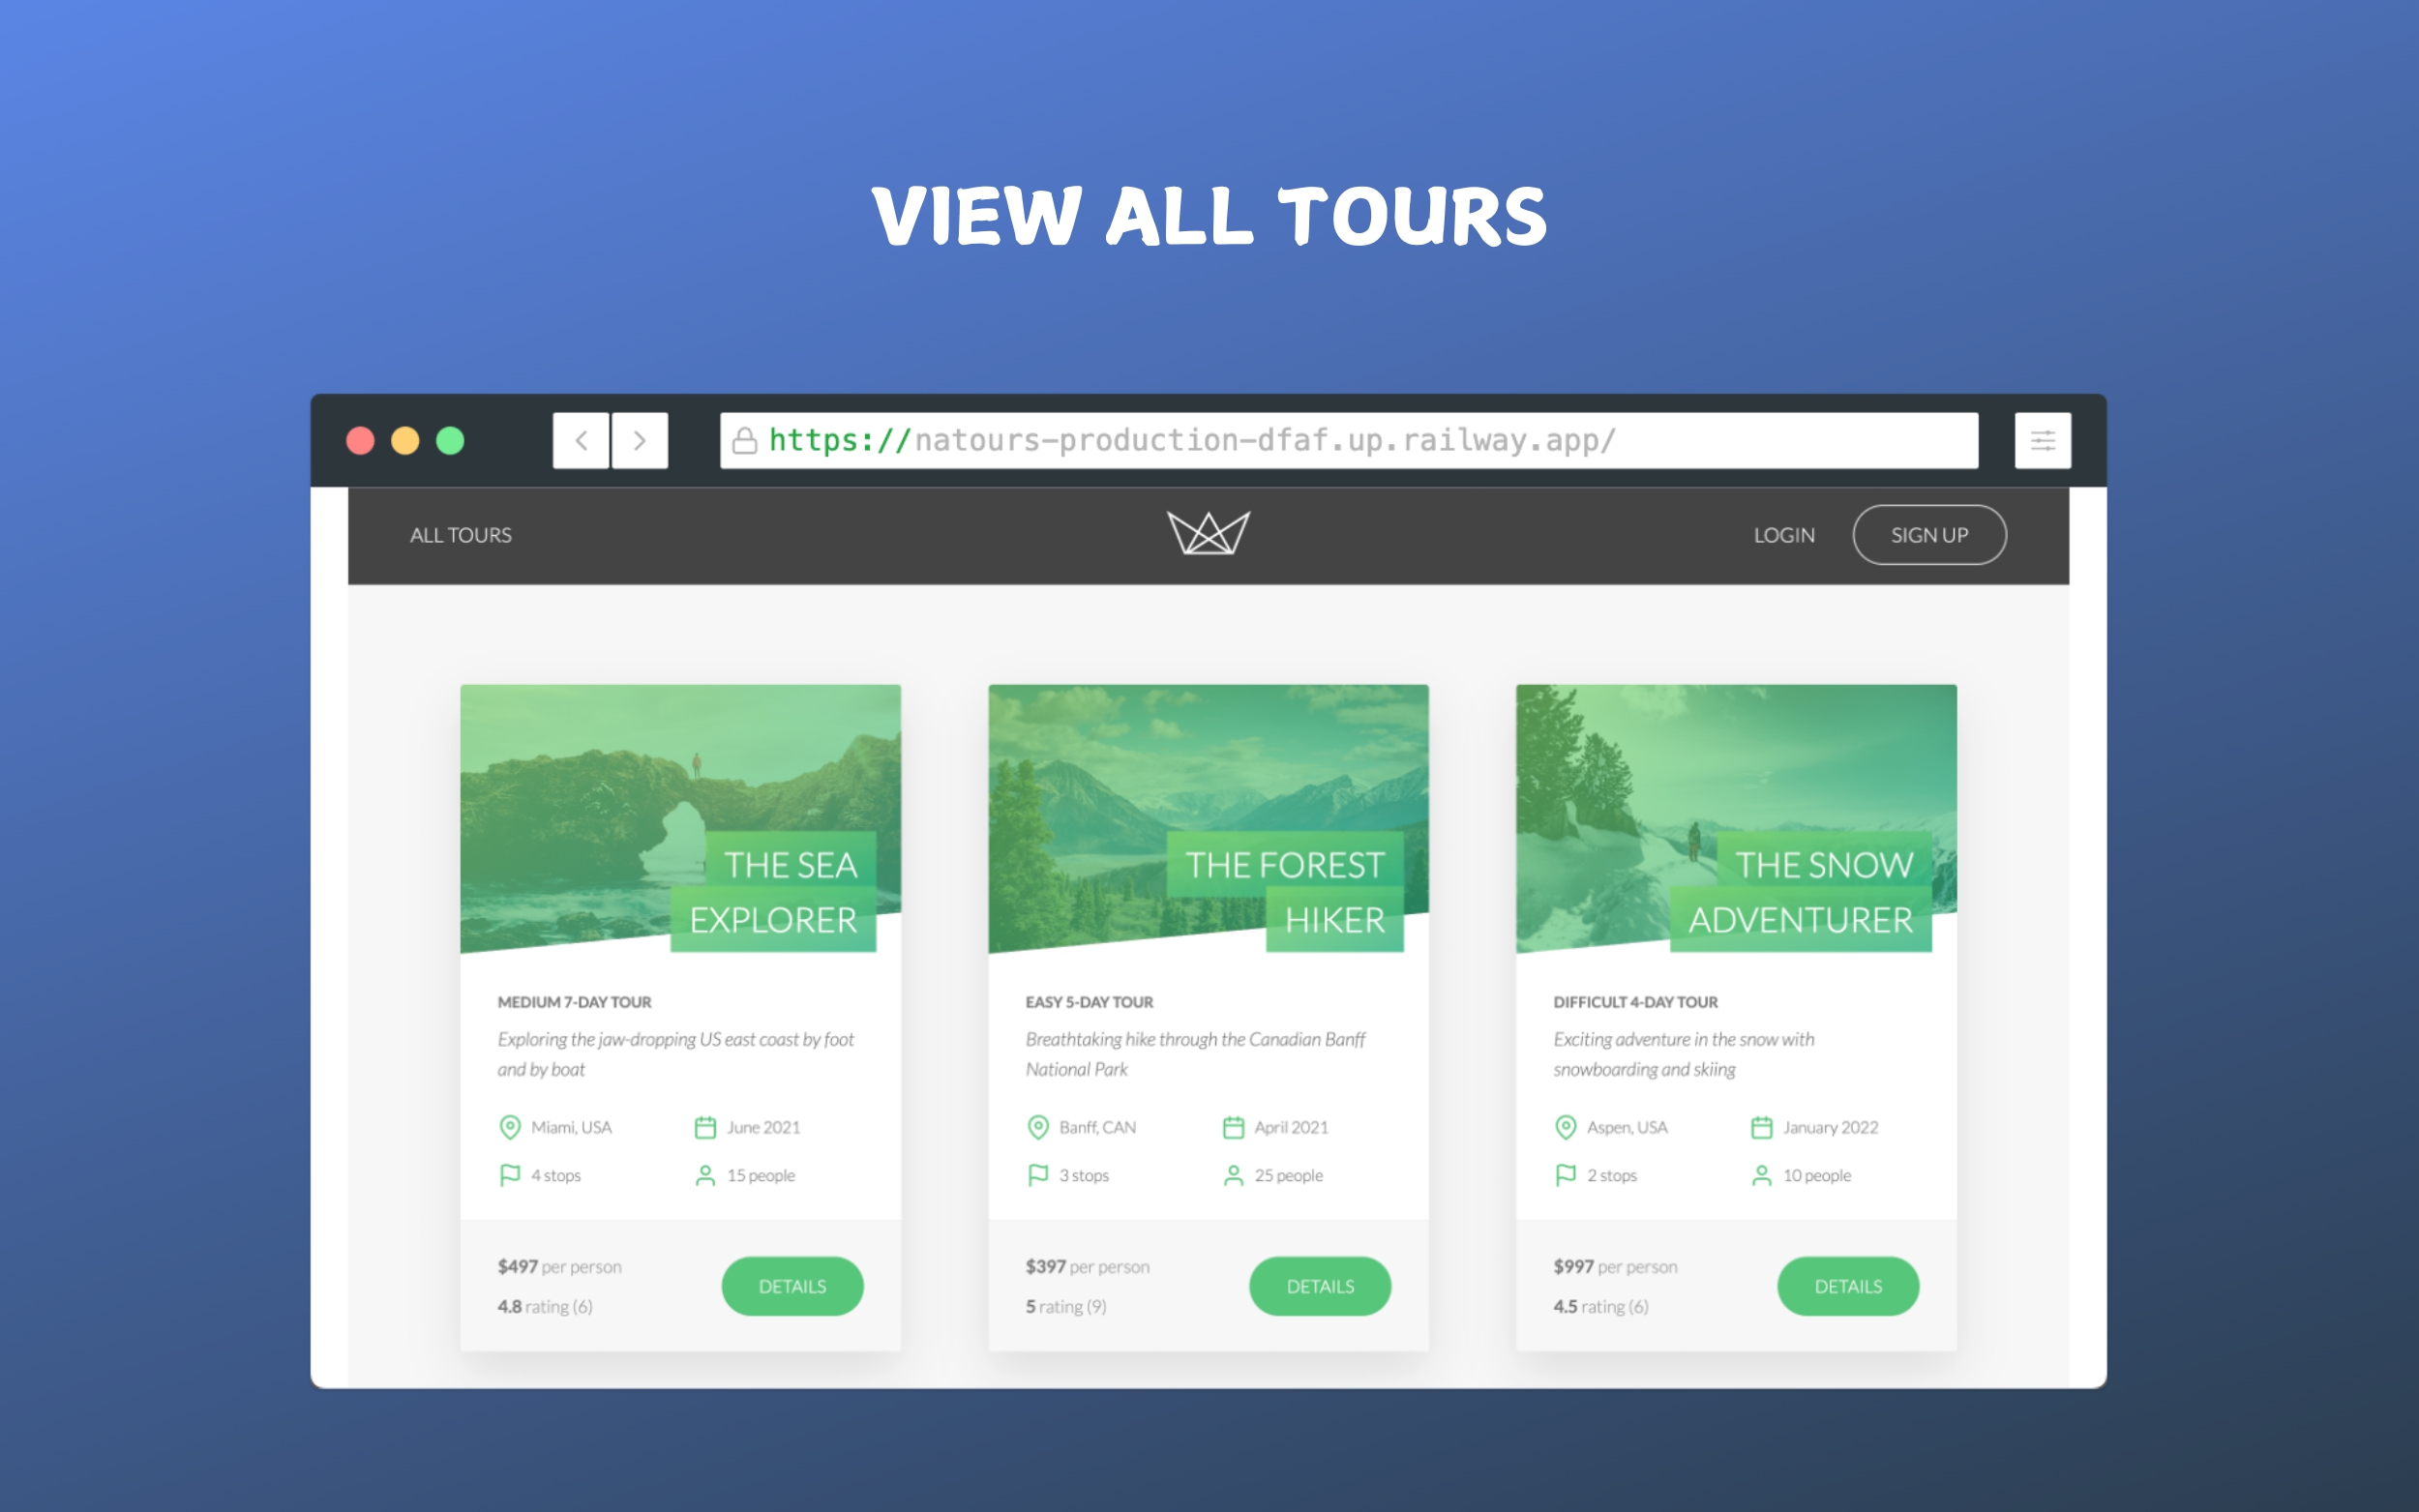 VIEW ALL TOURS
https://natours-production-dfaf.up.railway.app/
ALL TOURS
LOGIN
SIGN UP
THE SEA
EXPLORER
MEDIUM 7-DAY TOUR
Exploring the jaw-dropping US east coast by foot
and by boat
Miami, USA
June 2021
4 stops
15 people
$497 per person
4.8 rating (6)
DETAILS
THE FOREST
HIKER
EASY 5-DAY TOUR
Breathtaking hike through the Canadian Banff
National Park
Banff, CAN
April 2021
3 stops
25 people
$397 per person
5 rating (9)
DETAILS
THE SNOW
ADVENTURER
DIFFICULT 4-DAY TOUR
Exciting adventure in the snow with
snowboarding and skiing
Aspen, USA
January 2022
2 stops
10 people
$997 per person
4.5 rating (6)
DETAILS